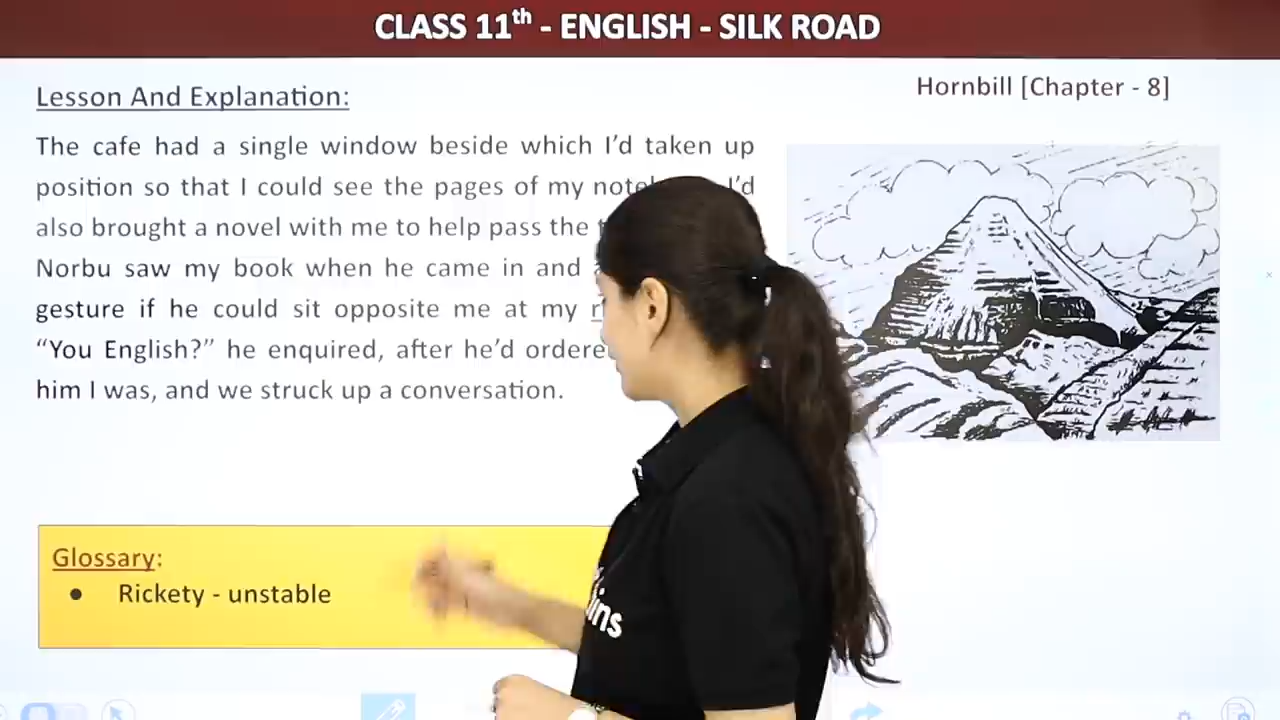 CLASS 11th - ENGLISH - SILK ROAD
Lesson And Explanation:
Hornbill [Chapter - 8]
The cafe had a single window beside which I'd taken up
position so that I could see the pages of my I'd
also brought a novel with me to help pass the
Norbu saw my book when he came in and
gesture if he could sit opposite me at my
“You English?” he enquired, after he'd
him I was, and we struck up a conversation.
Glossary:
● Rickety - unstable